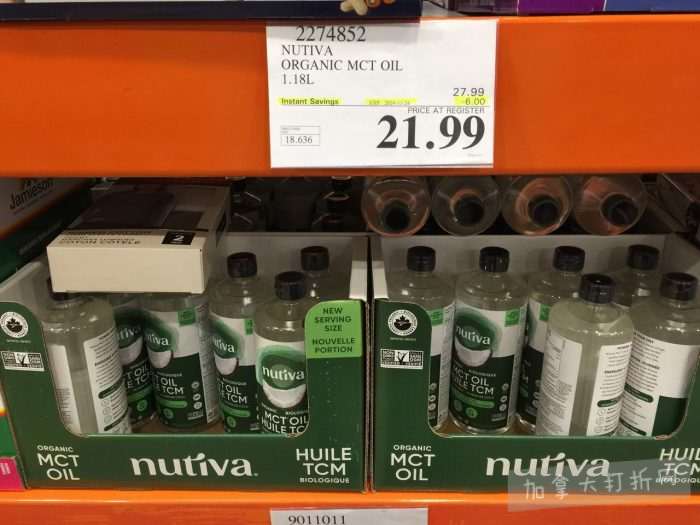 2274852
NUTIVA
ORGANIC MCT OIL
1.18L
27.99
Instant Savings
-6.00
PRICE AT REGISTER
21.99
18.636
Jamieson
2
COTON CÔTELÉ
NEW
SERVING
SIZE
NOUVELLE
PORTION
nutiva
MCT OIL
HUILE TCM
nutiva
nutiva
MCT OIL
HUILE TCM
nutiva
MCT OIL
HUILE TCM
ORGANIC
MCT
OIL
nutiva
HUILE
TCM
BIOLOGIQUE
ORGANIC
MCT
OIL
nutiva
HUILE
TCM
BIOLOGIQUE
加拿大打折
9011011